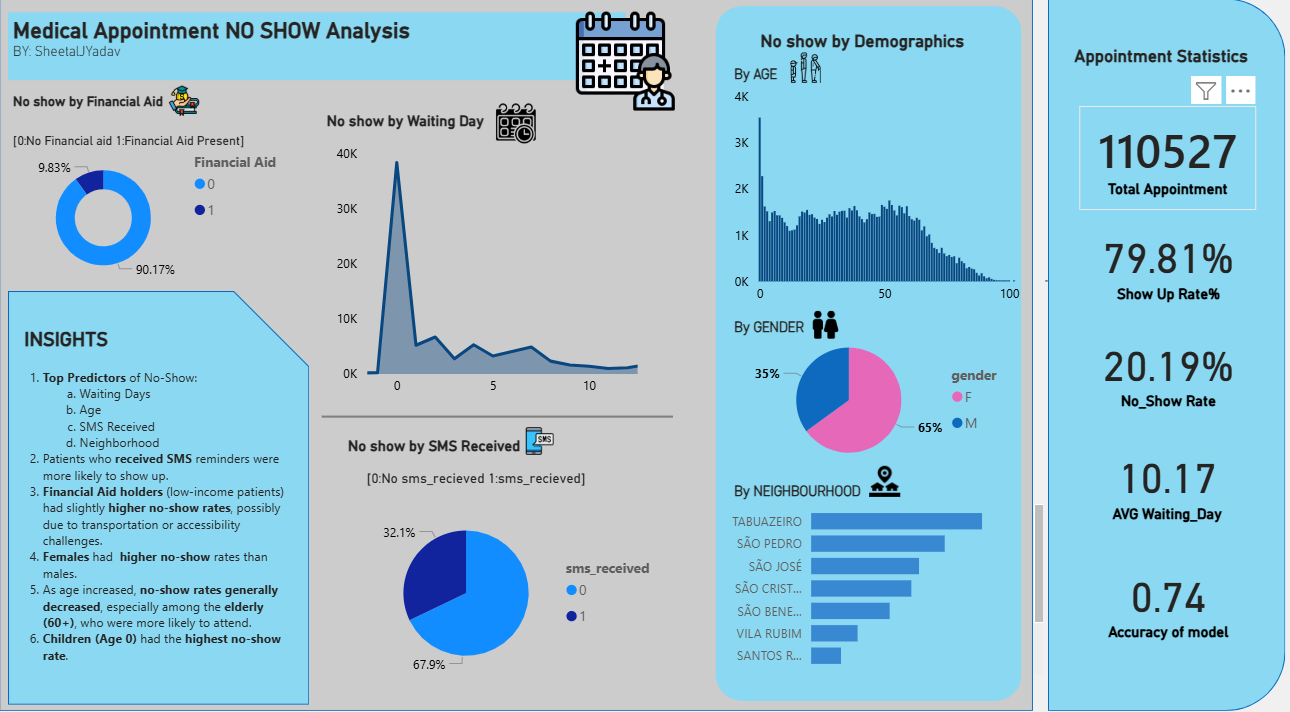 Medical Appointment NO SHOW Analysis
BY: SheetalJYadav
No show by Financial Aid
[0:No Financial aid 1:Financial Aid Present]
9.83%
90.17%
Financial Aid
0
1
INSIGHTS
1. Top Predictors of No-Show:
a. Waiting Days
b. Age
c. SMS Received
d. Neighborhood
2. Patients who received SMS reminders were
more likely to show up.
3. Financial Aid holders (low-income patients)
had slightly higher no-show rates, possibly
due to transportation or accessibility
challenges.
4. Females had higher no-show rates than
males.
5. As age increased, no-show rates generally
decreased, especially among the elderly
(60+), who were more likely to attend.
6. Children (Age 0) had the highest no-show
rate.
No show by Waiting Day
40K
30K
20K
10K
0K
0
5
10
No show by SMS Received
SMS
[0:No sms_recieved 1:sms_recieved]
32.1%
67.9%
sms_received
0
1
No show by Demographics
By AGE
4K
3K
2K
1K
0K
0
50
100
By GENDER
35%
65%
gender
F
M
By NEIGHBOURHOOD
TABUAZEIRO
SÃO PEDRO
SÃO JOSÉ
SÃO CRIST...
SÃO BENE...
VILA RUBIM
SANTOS R...
Appointment Statistics
110527
Total Appointment
79.81%
Show Up Rate%
20.19%
No_Show Rate
10.17
AVG Waiting_Day
0.74
Accuracy of model